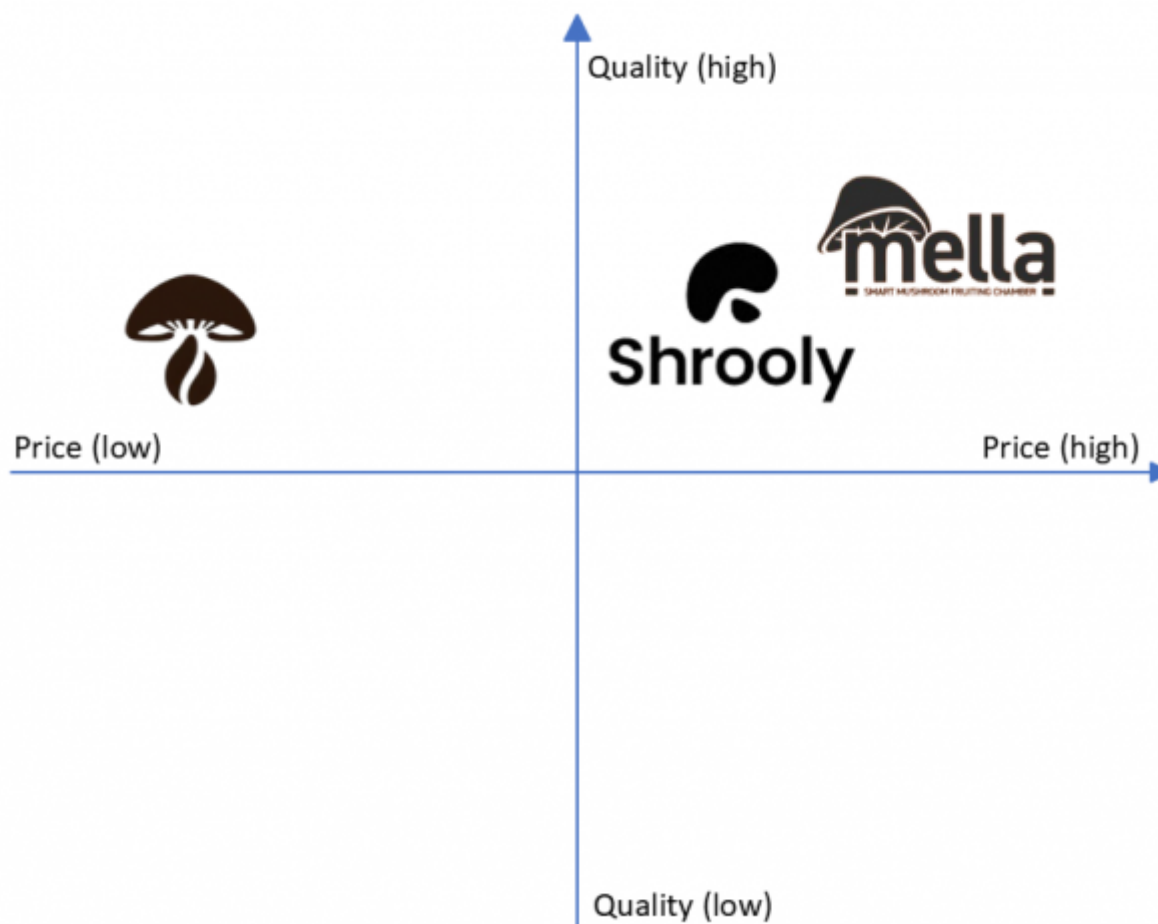 Quality (high)
mella
SMART MUSHROOM FRUITING CHAMBER
Shrooly
Price (low)
Price (high)
Quality (low)